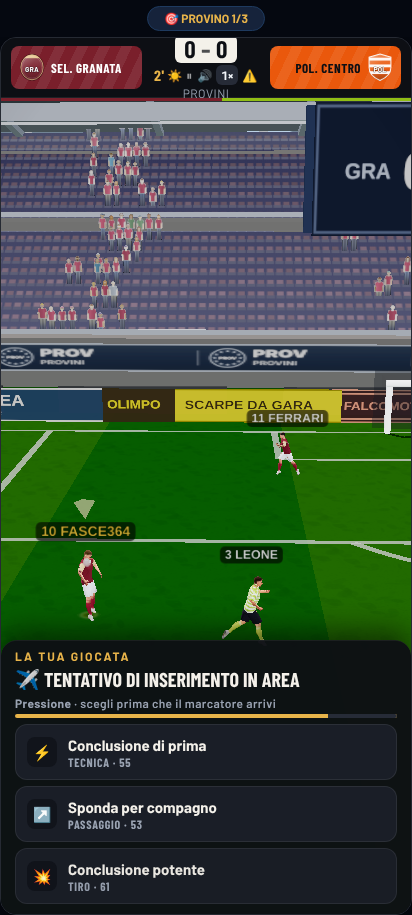 🎯 PROVINO 1/3
GRA SEL. GRANATA
0 - 0
2' ☀️ ⏸ 🔊 1× ⚠️
POL. CENTRO POL
PROVINI
GRA
PROV PROVINI
PROV PROVINI
EA OLIMPO SCARPE DA GARA FALCO MO
11 FERRARI
10 FASCE364
3 LEONE
LA TUA GIOCATA
✈️ TENTATIVO DI INSERIMENTO IN AREA
Pressione · scegli prima che il marcatore arrivi
⚡ Conclusione di prima
TECNICA · 55
↗️ Sponda per compagno
PASSAGGIO · 53
💥 Conclusione potente
TIRO · 61